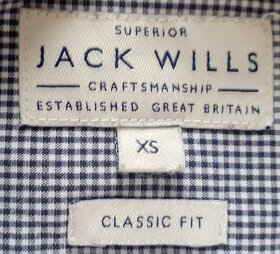 SUPERIOR
JACK WILLS
CRAFTSMANSHIP
ESTABLISHED GREAT BRITAIN
XS
CLASSIC FIT